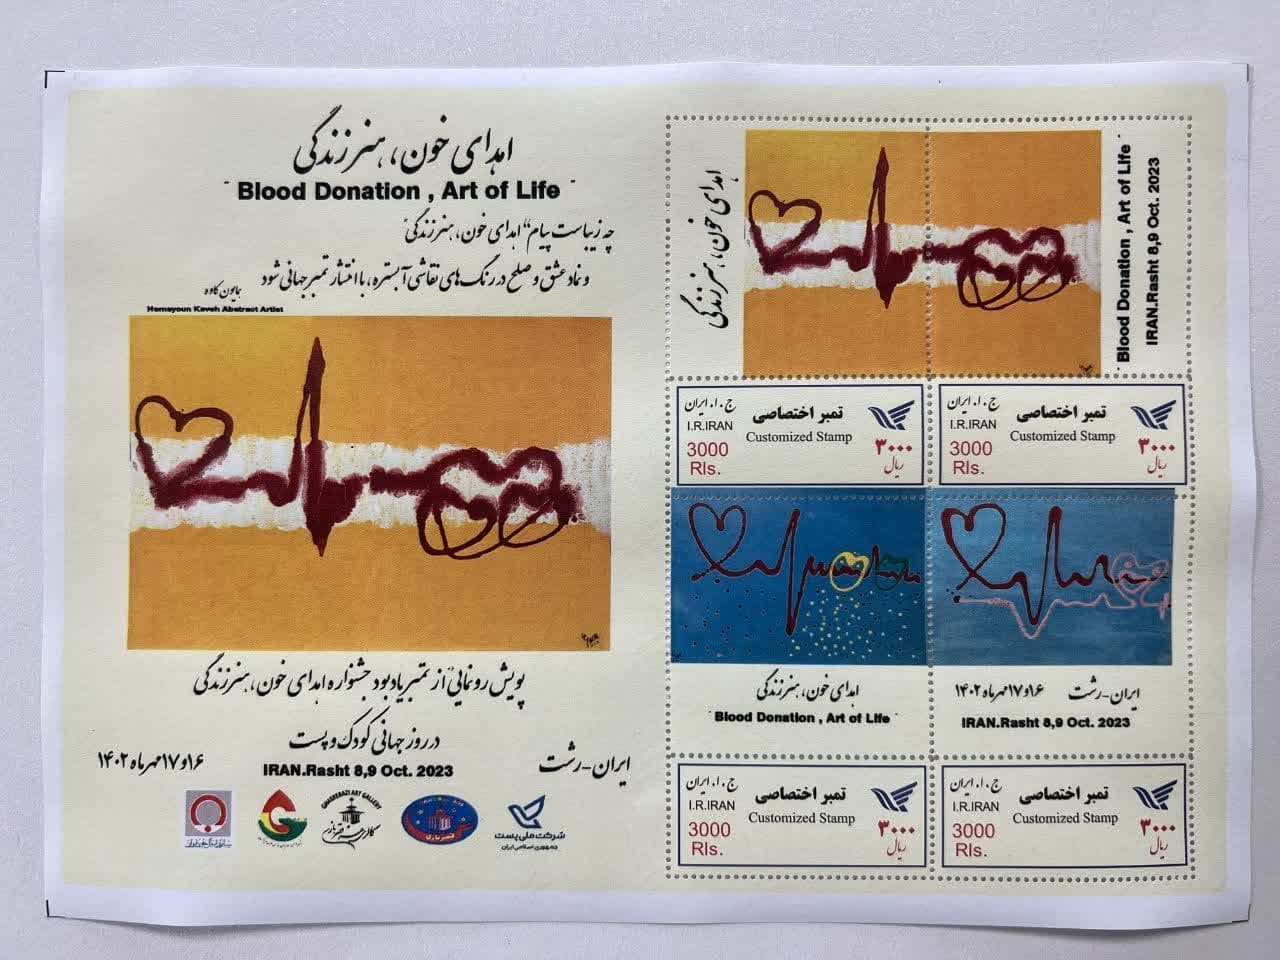 اهدای خون، هنر زندگی
"Blood Donation , Art of Life"
چه زیباست پیام "اهدای خون، هنر زندگی"
و نماد عشق و صلح در رنگ های نقاشی آبستره، با انتشار تمبر جهانی شود
همایون کاوه
Homayoun Kaveh Abstract Artist
پویش رونمایی از تمبر یادبود جشنواره اهدای خون، هنر زندگی
در روز جهانی کودک و پست
ایران-رشت
IRAN.Rasht 8,9 Oct. 2023
۱۶و۱۷ مهرماه ۱۴۰۲
GHASREBAZI ART GALLERY
شرکت ملی پست
جمهوری اسلامی ایران
اهدای خون، هنر زندگی
"Blood Donation , Art of Life"
IRAN.Rasht 8,9 Oct. 2023
ج.ا.ایران
I.R.IRAN
تمبر اختصاصی
Customized Stamp
3000
Rls.
۳۰۰۰
ریال
ج.ا.ایران
I.R.IRAN
تمبر اختصاصی
Customized Stamp
3000
Rls.
۳۰۰۰
ریال
اهدای خون، هنر زندگی
"Blood Donation , Art of Life"
ایران-رشت ۱۶و۱۷ مهرماه ۱۴۰۲
IRAN.Rasht 8,9 Oct. 2023
ج.ا.ایران
I.R.IRAN
تمبر اختصاصی
Customized Stamp
3000
Rls.
۳۰۰۰
ریال
ج.ا.ایران
I.R.IRAN
تمبر اختصاصی
Customized Stamp
3000
Rls.
۳۰۰۰
ریال